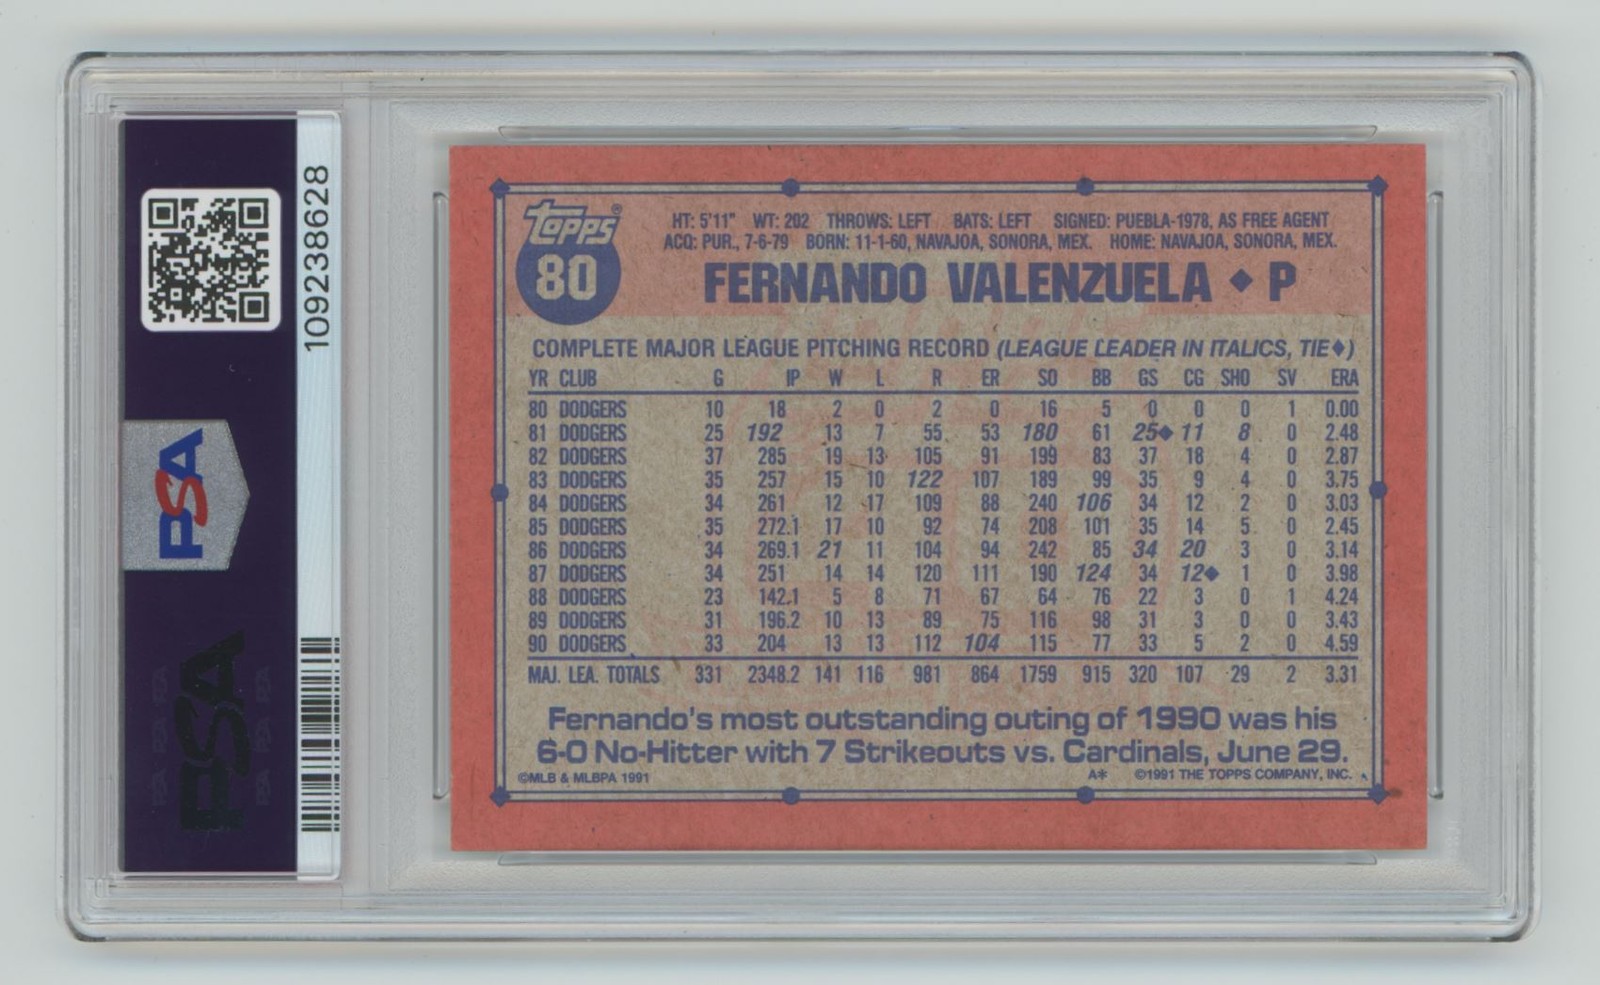 109238628
PSA
PSA
Topps®
80
HT: 5'11" WT: 202 THROWS: LEFT BATS: LEFT SIGNED: PUEBLA-1978, AS FREE AGENT
ACQ: PUR., 7-6-79 BORN: 11-1-60, NAVAJOA, SONORA, MEX. HOME: NAVAJOA, SONORA, MEX.
FERNANDO VALENZUELA ♦ P
COMPLETE MAJOR LEAGUE PITCHING RECORD (LEAGUE LEADER IN ITALICS, TIE♦)
YR CLUB G IP W L R ER SO BB GS CG SHO SV ERA
80 DODGERS 10 18 2 0 2 0 16 5 0 0 0 1 0.00
81 DODGERS 25 192 13 7 55 53 180 61 25♦ 11 8 0 2.48
82 DODGERS 37 285 19 13 105 91 199 83 37 18 4 0 2.87
83 DODGERS 35 257 15 10 122 107 189 99 35 9 4 0 3.75
84 DODGERS 34 261 12 17 109 88 240 106 34 12 2 0 3.03
85 DODGERS 35 272.1 17 10 92 74 208 101 35 14 5 0 2.45
86 DODGERS 34 269.1 21 11 104 94 242 85 34 20 3 0 3.14
87 DODGERS 34 251 14 14 120 111 190 124 34 12♦ 1 0 3.98
88 DODGERS 23 142.1 5 8 71 67 64 76 22 3 0 1 4.24
89 DODGERS 31 196.2 10 13 89 75 116 98 31 3 0 0 3.43
90 DODGERS 33 204 13 13 112 104 115 77 33 5 2 0 4.59
MAJ. LEA. TOTALS 331 2348.2 141 116 981 864 1759 915 320 107 29 2 3.31
Fernando's most outstanding outing of 1990 was his
6-0 No-Hitter with 7 Strikeouts vs. Cardinals, June 29.
©MLB & MLBPA 1991 A* ©1991 THE TOPPS COMPANY, INC.